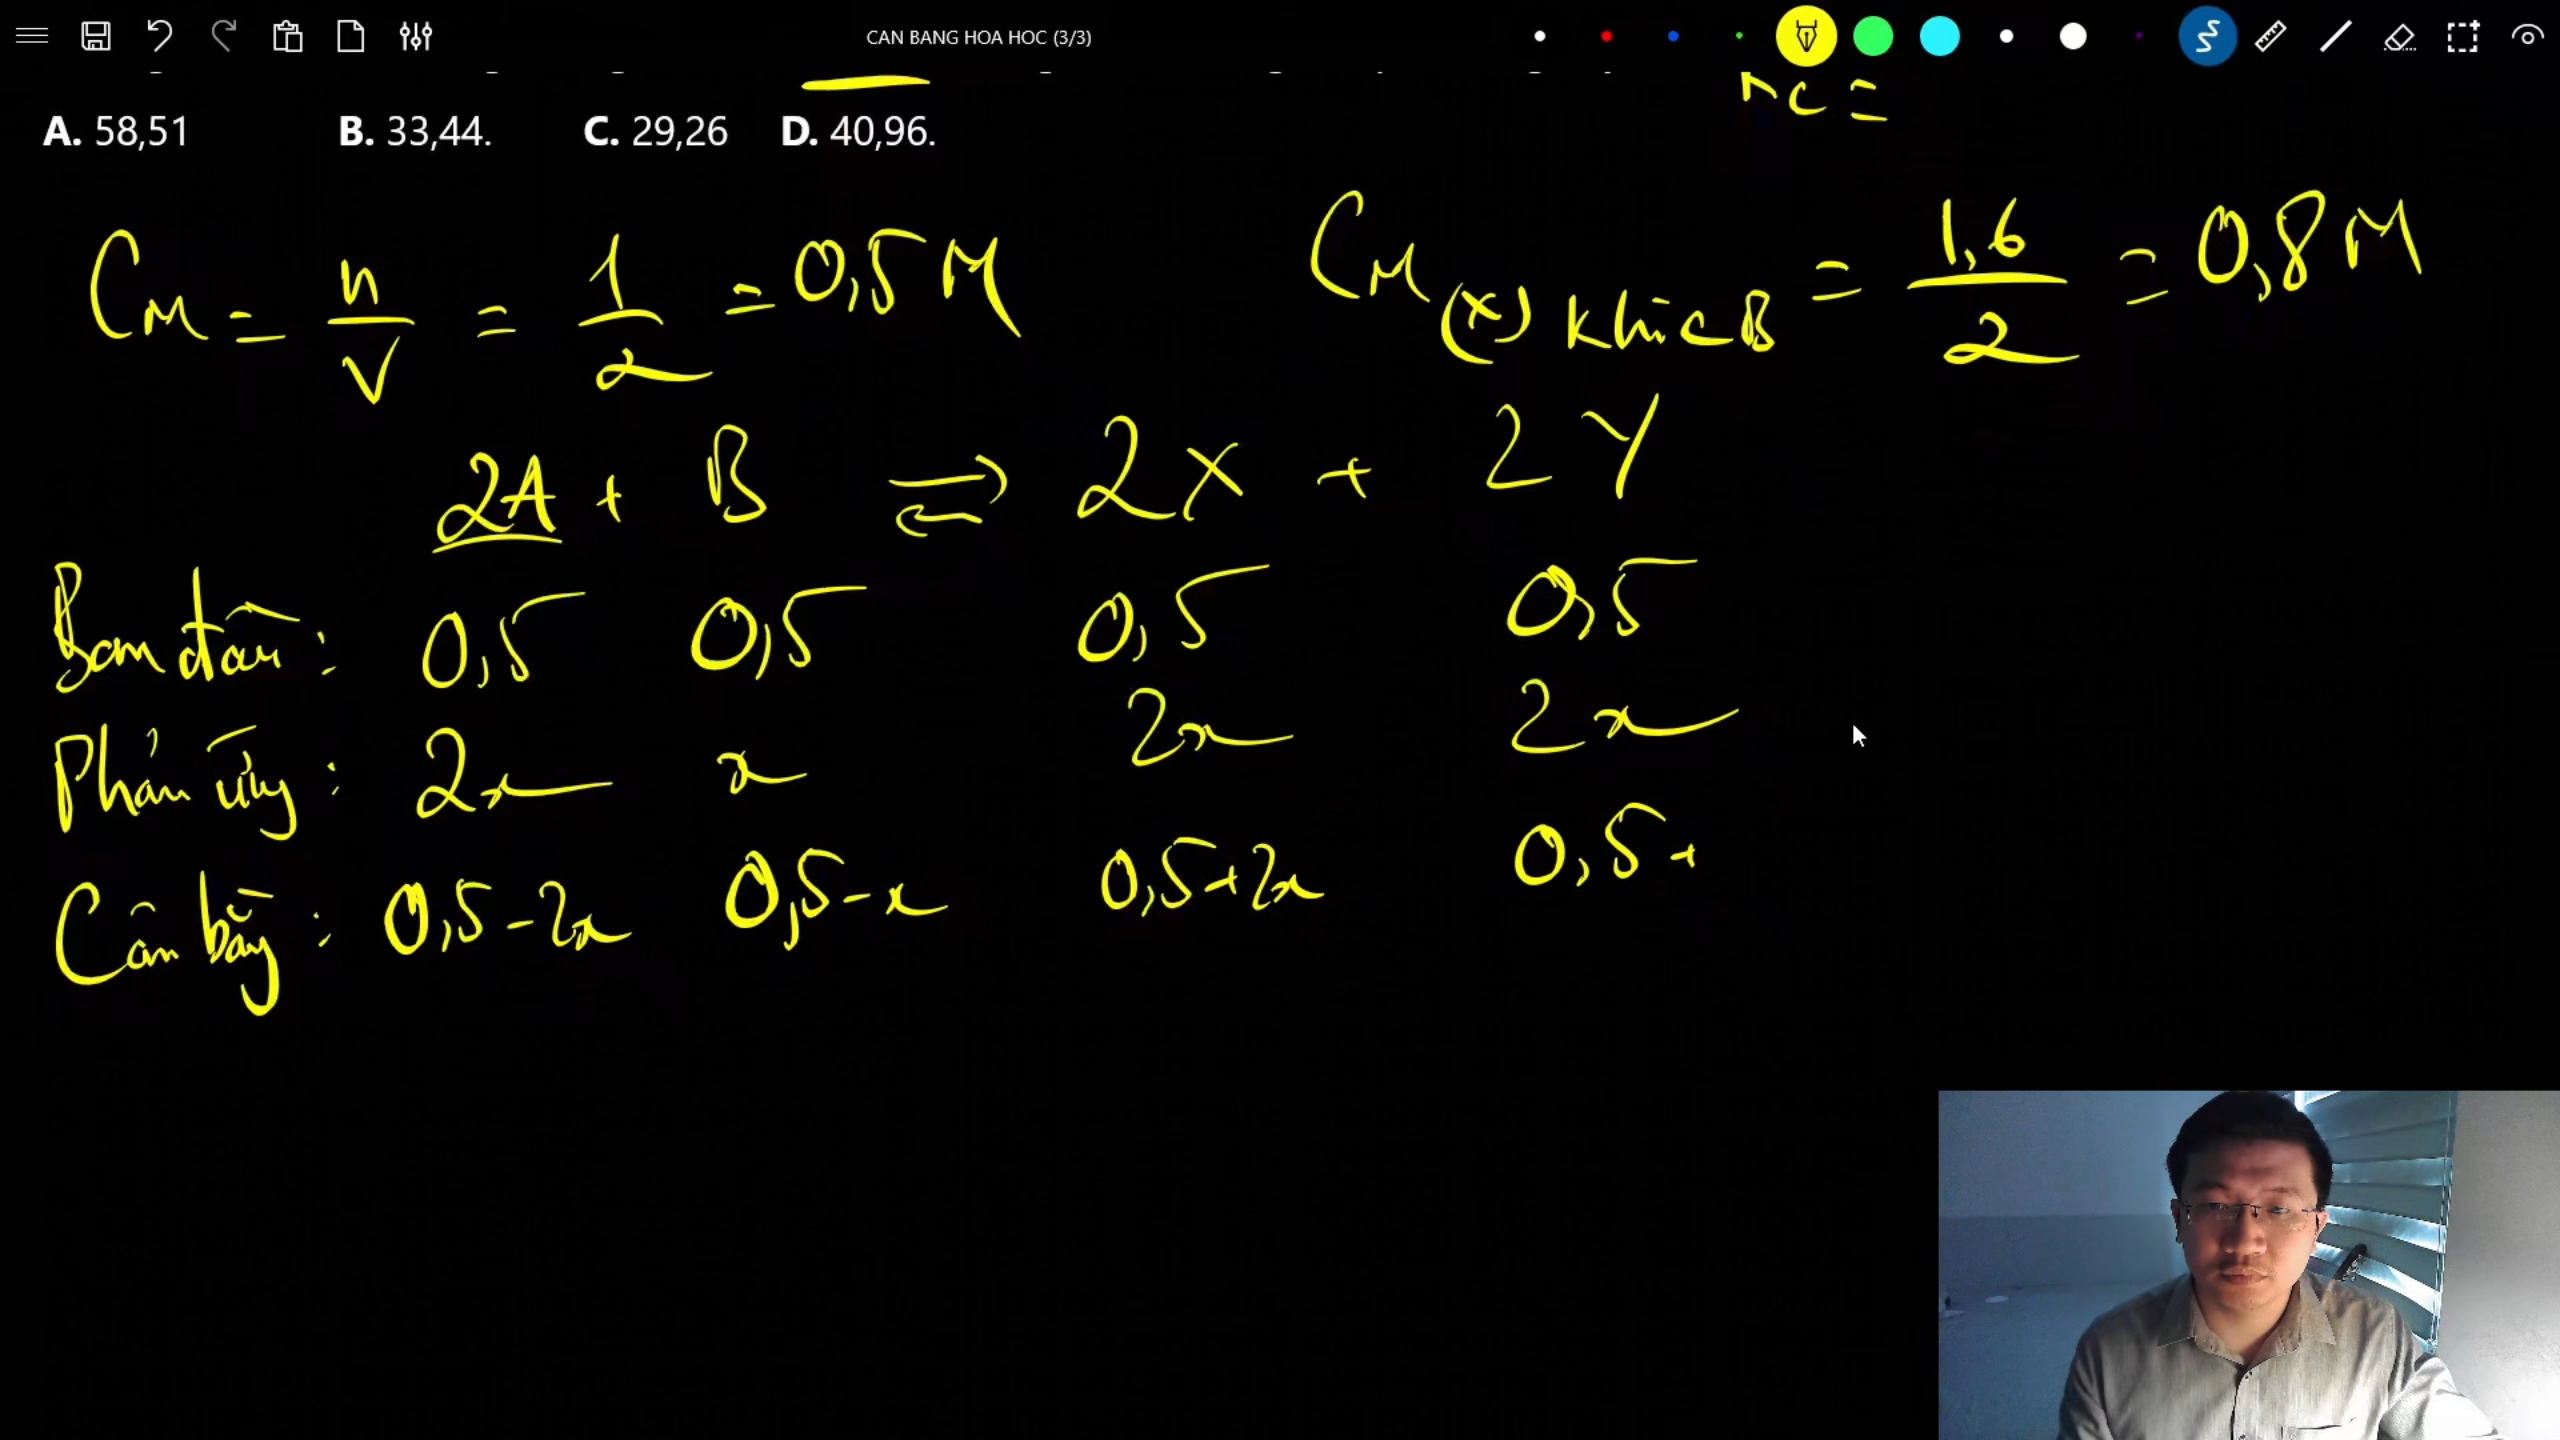 CAN BANG HOA HOC (3/3)
KC =
A. 58,51 B. 33,44. C. 29,26 D. 40,96.
CM = n/V = 1/2 = 0,5M
CM (X) khi CB = 1,6/2 = 0,8M
2A + B ⇌ 2X + 2Y
Ban đầu: 0,5 0,5 0,5 0,5
Phản ứng: 2x x 2x 2x
Cân bằng: 0,5-2x 0,5-x 0,5+2x 0,5+